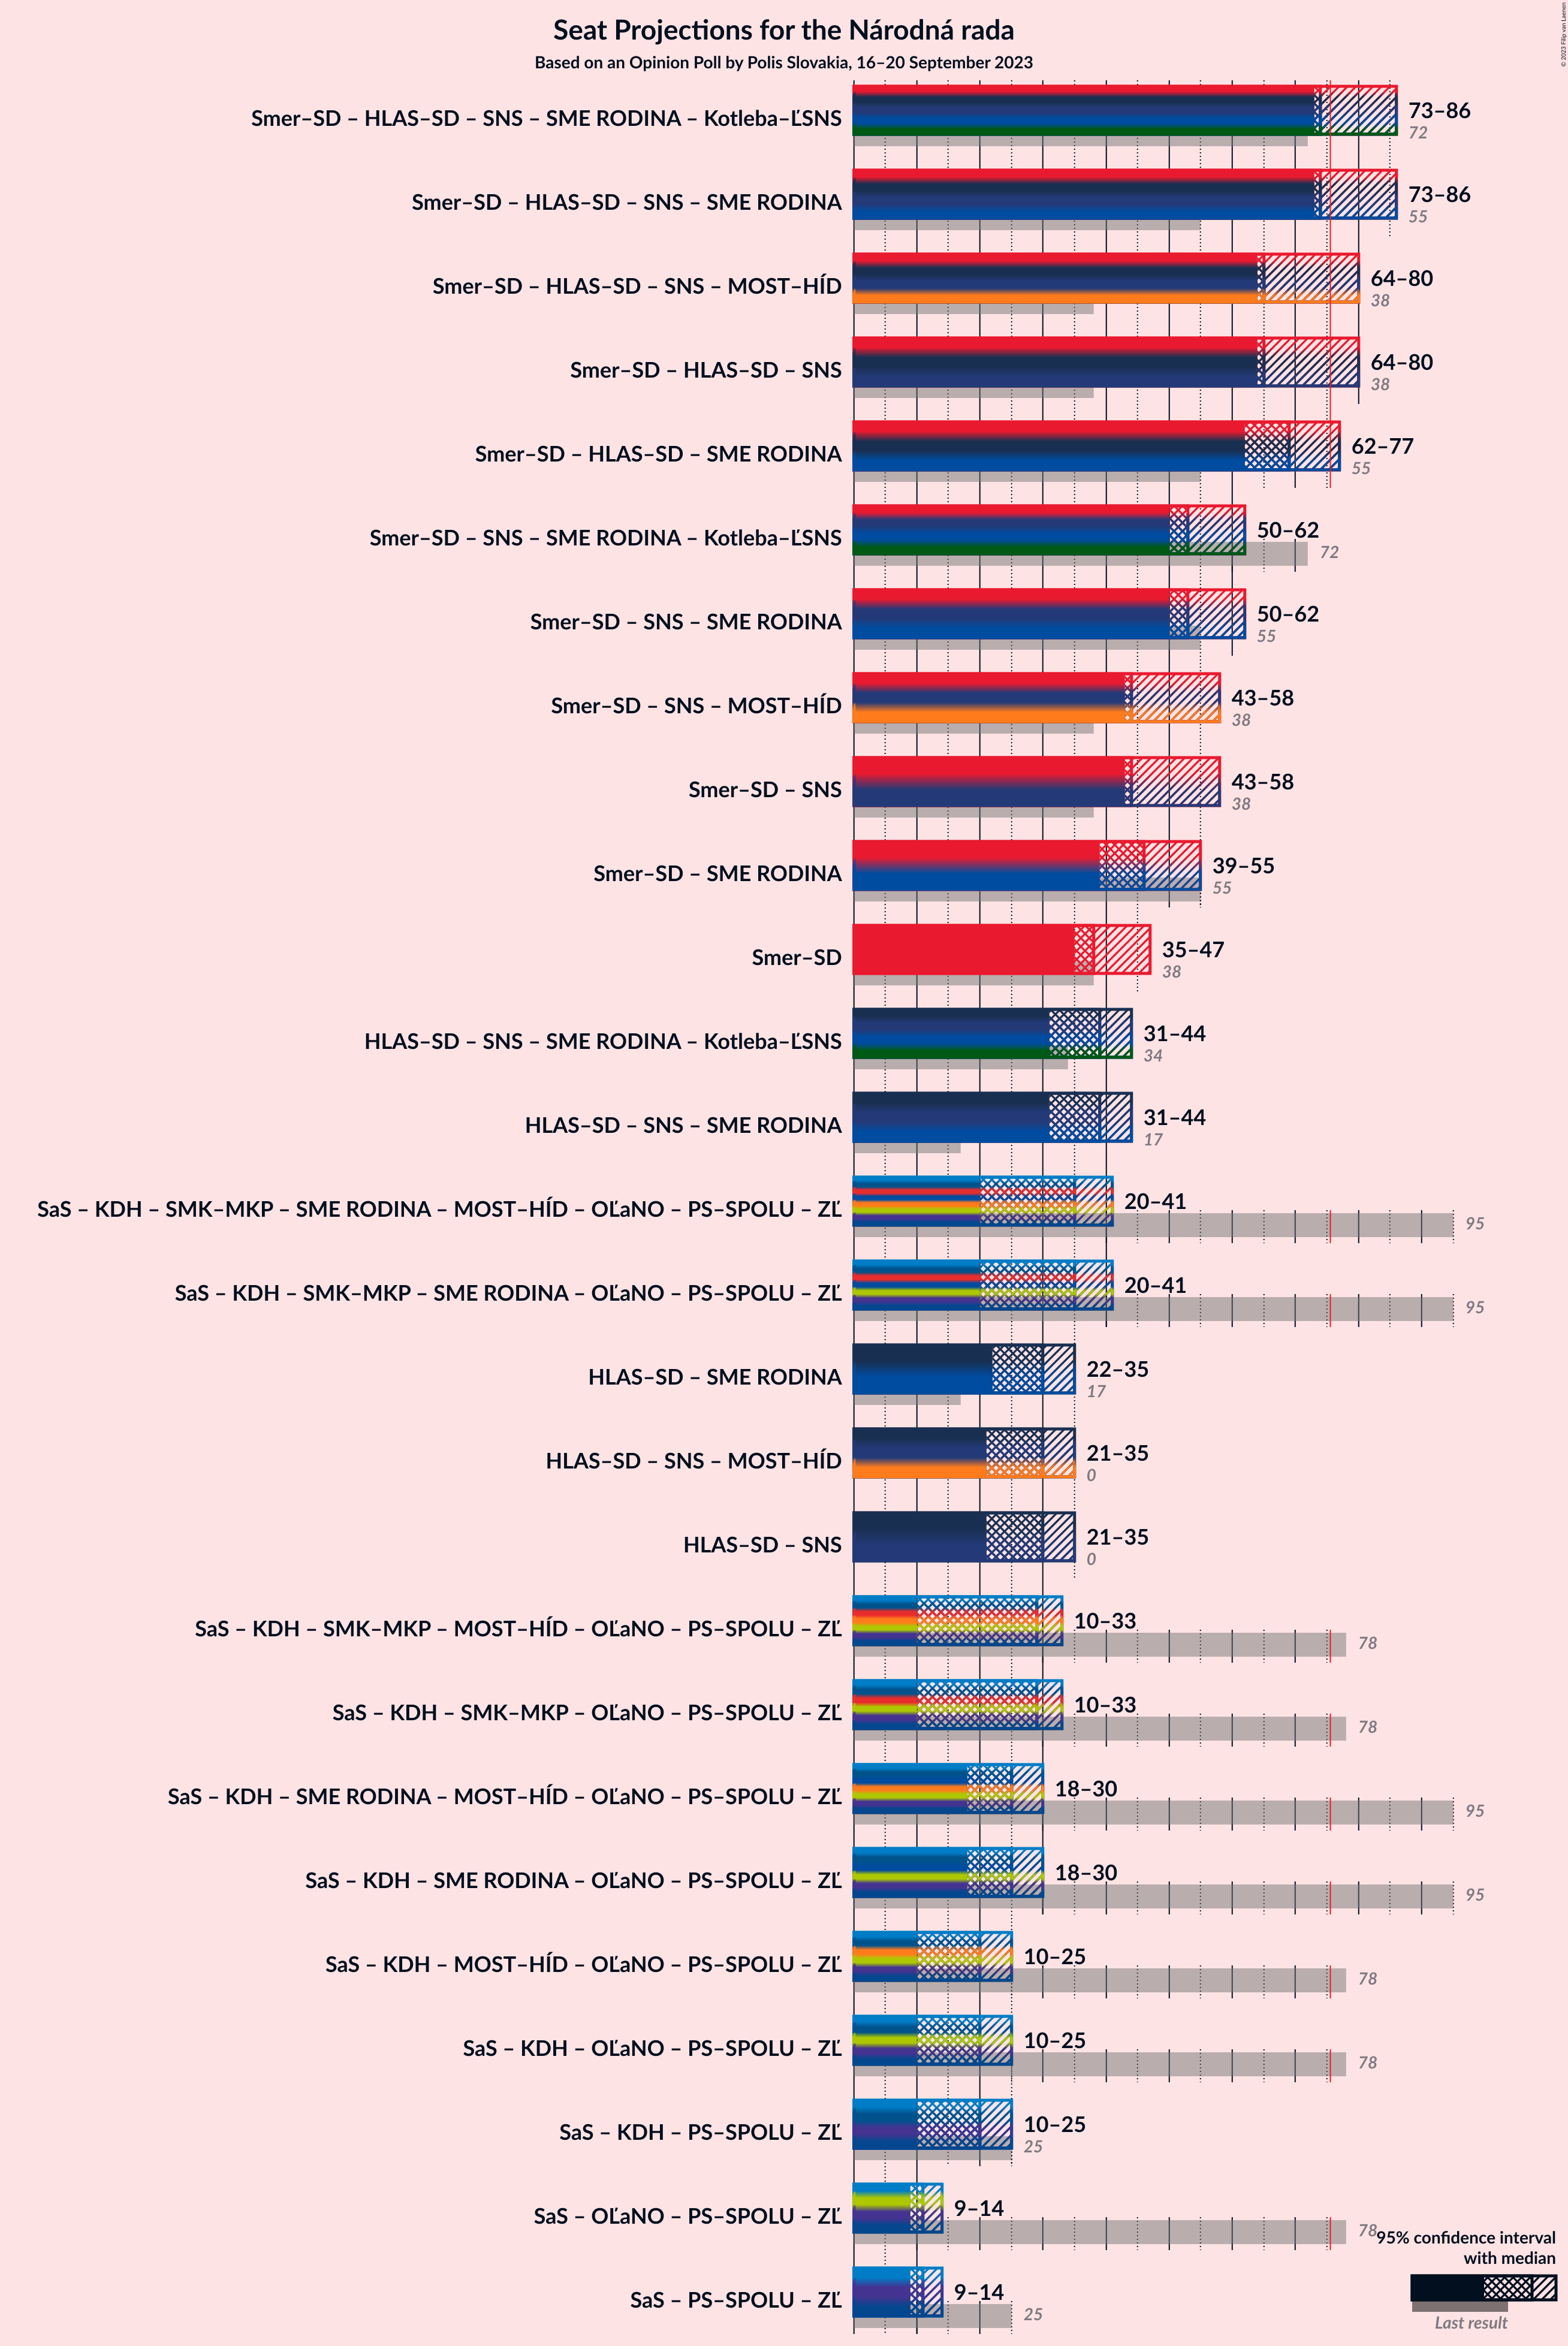 Seat Projections for the Národná rada
Based on an Opinion Poll by Polis Slovakia, 16–20 September 2023
© 2023 Filip van Laenen
Smer–SD – HLAS–SD – SNS – SME RODINA – Kotleba–ĽSNS
73–86
72
Smer–SD – HLAS–SD – SNS – SME RODINA
73–86
55
Smer–SD – HLAS–SD – SNS – MOST–HÍD
64–80
38
Smer–SD – HLAS–SD – SNS
64–80
38
Smer–SD – HLAS–SD – SME RODINA
62–77
55
Smer–SD – SNS – SME RODINA – Kotleba–ĽSNS
50–62
72
Smer–SD – SNS – SME RODINA
50–62
55
Smer–SD – SNS – MOST–HÍD
43–58
38
Smer–SD – SNS
43–58
38
Smer–SD – SME RODINA
39–55
55
Smer–SD
35–47
38
HLAS–SD – SNS – SME RODINA – Kotleba–ĽSNS
31–44
34
HLAS–SD – SNS – SME RODINA
31–44
17
SaS – KDH – SMK–MKP – SME RODINA – MOST–HÍD – OĽaNO – PS–SPOLU – ZĽ
20–41
95
SaS – KDH – SMK–MKP – SME RODINA – OĽaNO – PS–SPOLU – ZĽ
20–41
95
HLAS–SD – SME RODINA
22–35
17
HLAS–SD – SNS – MOST–HÍD
21–35
0
HLAS–SD – SNS
21–35
0
SaS – KDH – SMK–MKP – MOST–HÍD – OĽaNO – PS–SPOLU – ZĽ
10–33
78
SaS – KDH – SMK–MKP – OĽaNO – PS–SPOLU – ZĽ
10–33
78
SaS – KDH – SME RODINA – MOST–HÍD – OĽaNO – PS–SPOLU – ZĽ
18–30
95
SaS – KDH – SME RODINA – OĽaNO – PS–SPOLU – ZĽ
18–30
95
SaS – KDH – MOST–HÍD – OĽaNO – PS–SPOLU – ZĽ
10–25
78
SaS – KDH – OĽaNO – PS–SPOLU – ZĽ
10–25
78
SaS – KDH – PS–SPOLU – ZĽ
10–25
25
SaS – OĽaNO – PS–SPOLU – ZĽ
9–14
78
SaS – PS–SPOLU – ZĽ
9–14
25
95% confidence interval
with median
Last result